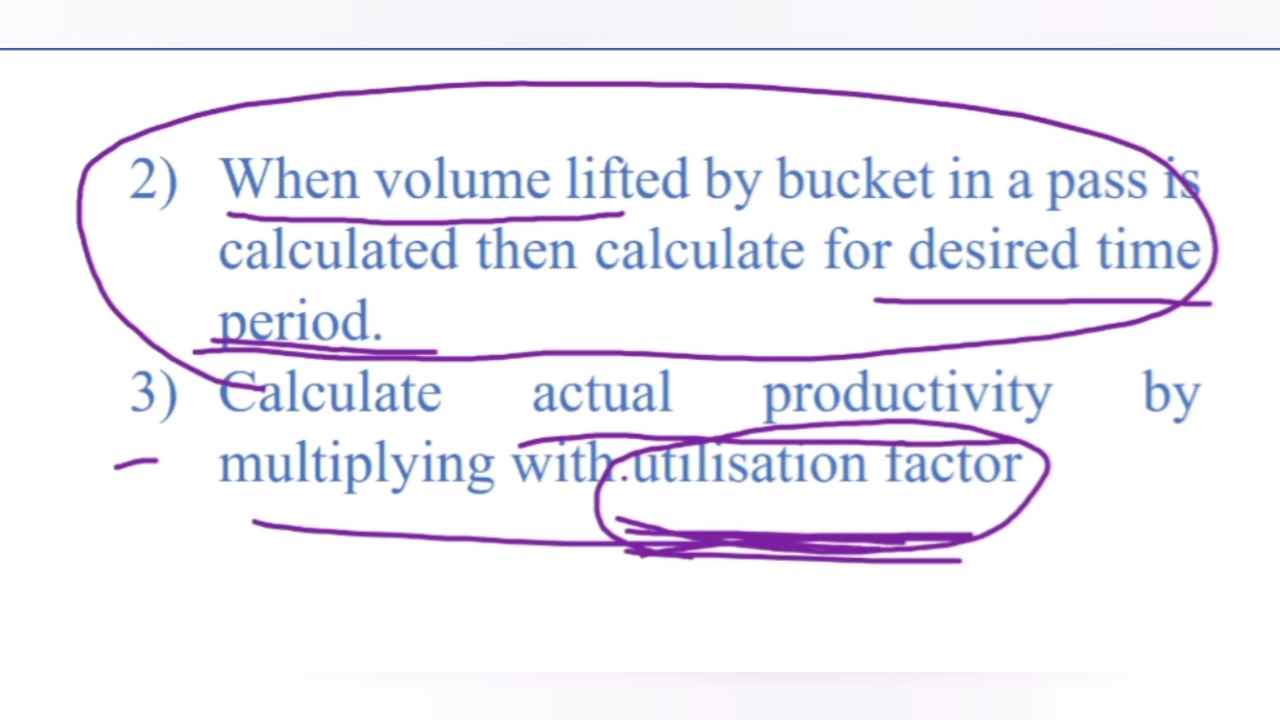 2) When volume lifted by bucket in a pass is
calculated then calculate for desired time
period.
3) Calculate actual productivity by
multiplying with utilisation factor